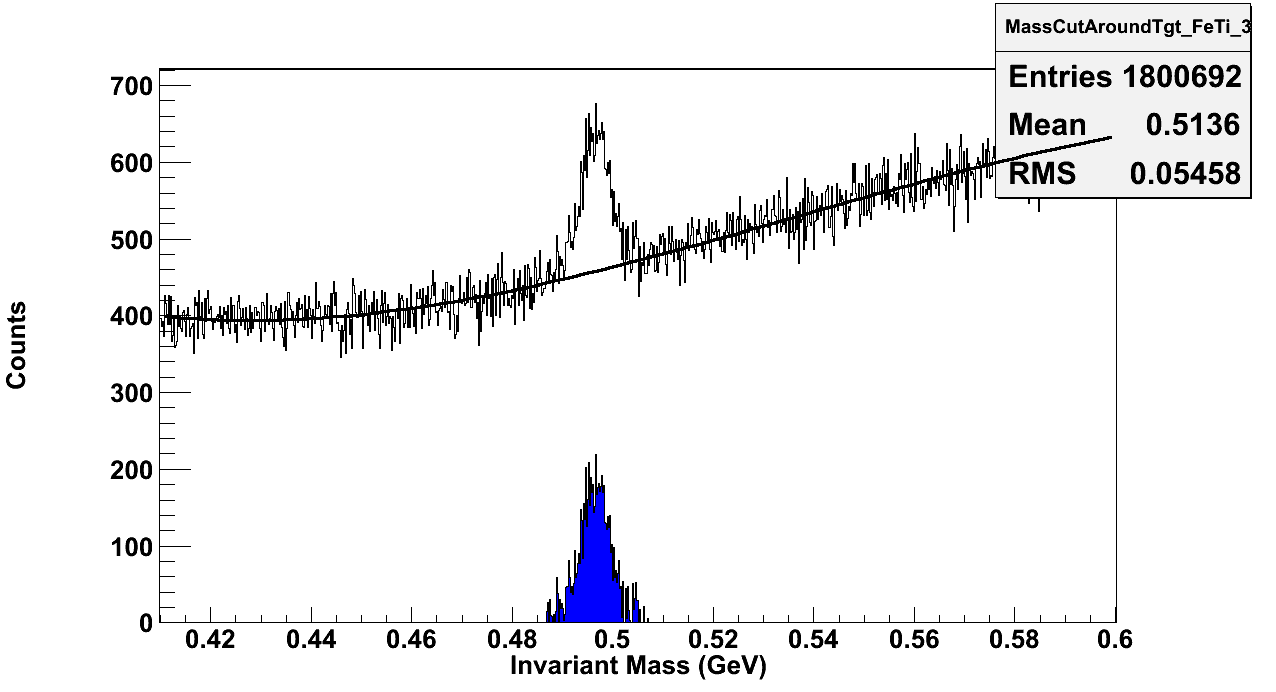 MassCutAroundTgt_FeTi_3
Entries 1800692
Mean 0.5136
RMS 0.05458
700
600
500
400
300
200
100
0
Counts
0.42 0.44 0.46 0.48 0.5 0.52 0.54 0.56 0.58 0.6
Invariant Mass (GeV)